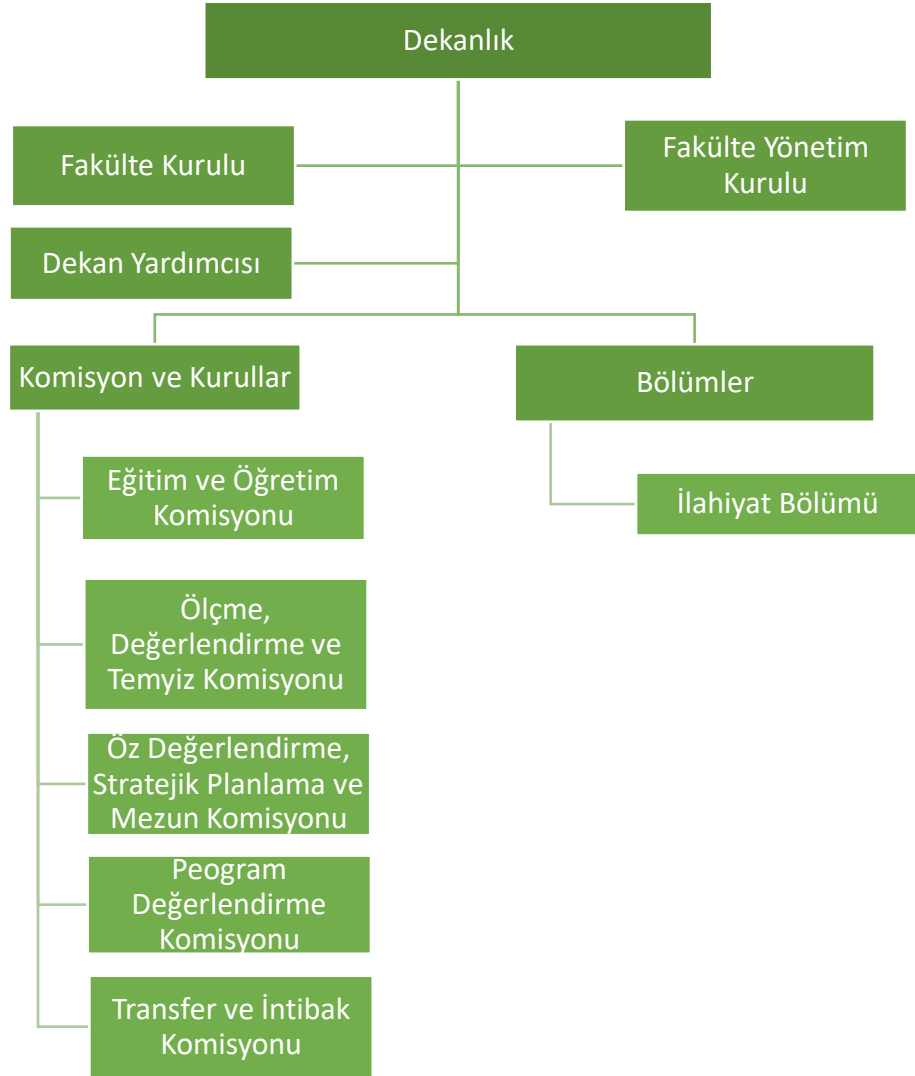 Dekanlık
Fakülte Kurulu
Fakülte Yönetim
Kurulu
Dekan Yardımcısı
Komisyon ve Kurullar
Bölümler
Eğitim ve Öğretim
Komisyonu
İlahiyat Bölümü
Ölçme,
Değerlendirme ve
Temyiz Komisyonu
Öz Değerlendirme,
Stratejik Planlama ve
Mezun Komisyonu
Peogram
Değerlendirme
Komisyonu
Transfer ve İntibak
Komisyonu